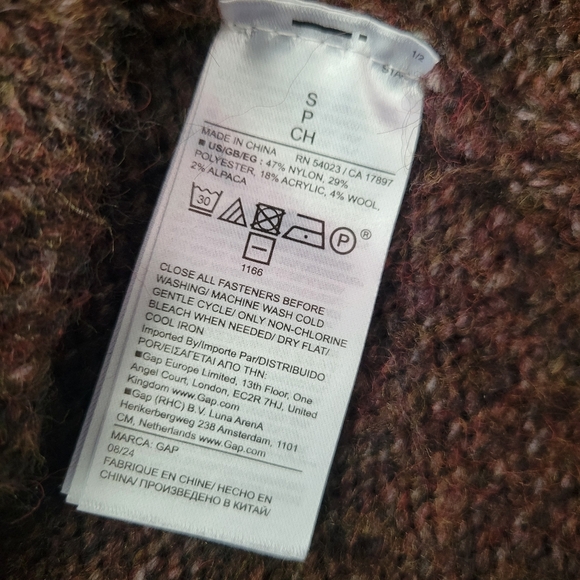 1/2
S
P
CH
MADE IN CHINA RN 54023 / CA 17897
■ US/GB/EG : 47% NYLON, 29%
POLYESTER, 18% ACRYLIC, 4% WOOL,
2% ALPACA
30 P ®
1166
CLOSE ALL FASTENERS BEFORE
WASHING/ MACHINE WASH COLD
GENTLE CYCLE/ ONLY NON-CHLORINE
BLEACH WHEN NEEDED/ DRY FLAT/
COOL IRON
Imported By/Importe Par/DISTRIBUIDO
POR/ΕΙΣΑΓΕΤΑΙ ΑΠΟ ΤΗΝ:
■Gap Europe Limited, 13th Floor, One
Angel Court, London, EC2R 7HJ, United
Kingdom www.Gap.com
■Gap (RHC) B.V. Luna ArenA
Herikerbergweg 238 Amsterdam, 1101
CM, Netherlands www.Gap.com
MARCA: GAP
08/24
FABRIQUE EN CHINE/ HECHO EN
CHINA/ ПРОИЗВЕДЕНО В КИТАЙ/